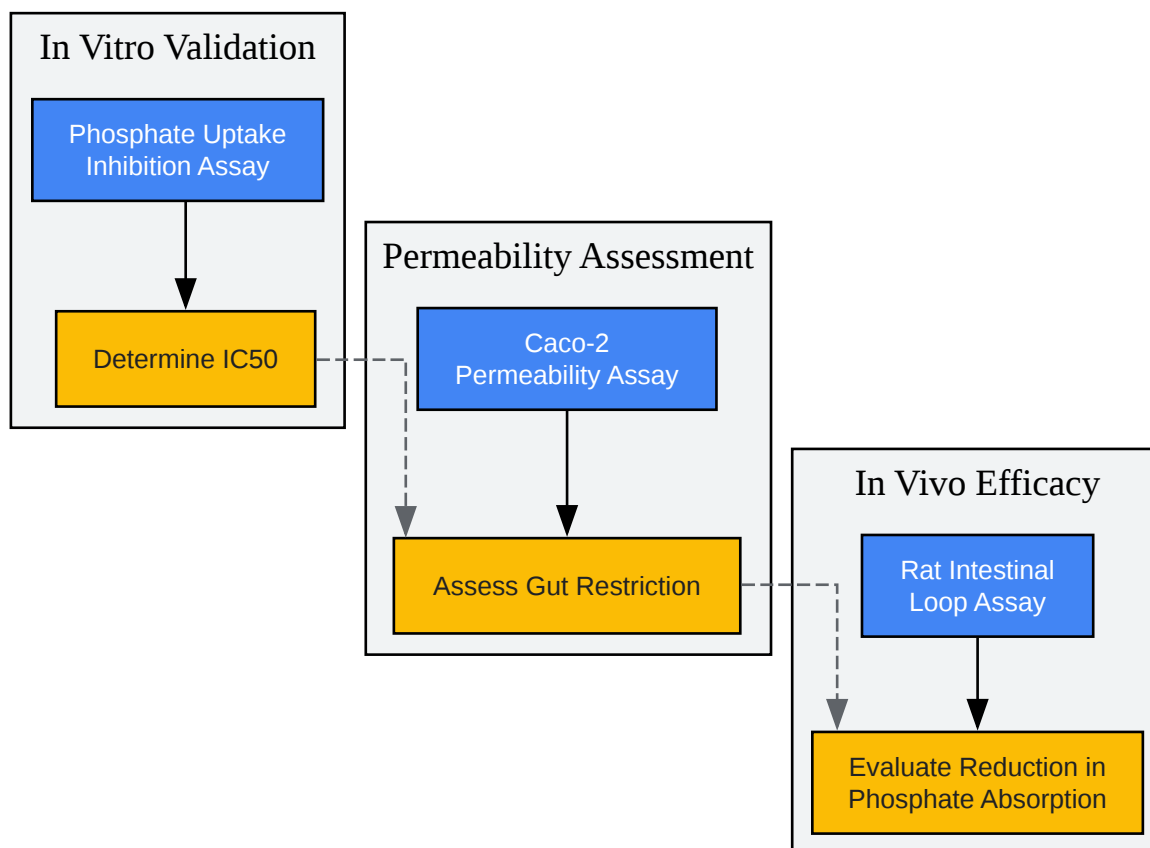 In Vitro Validation
Phosphate Uptake
Inhibition Assay
Determine IC50
Permeability Assessment
Caco-2
Permeability Assay
Assess Gut Restriction
In Vivo Efficacy
Rat Intestinal
Loop Assay
Evaluate Reduction in
Phosphate Absorption